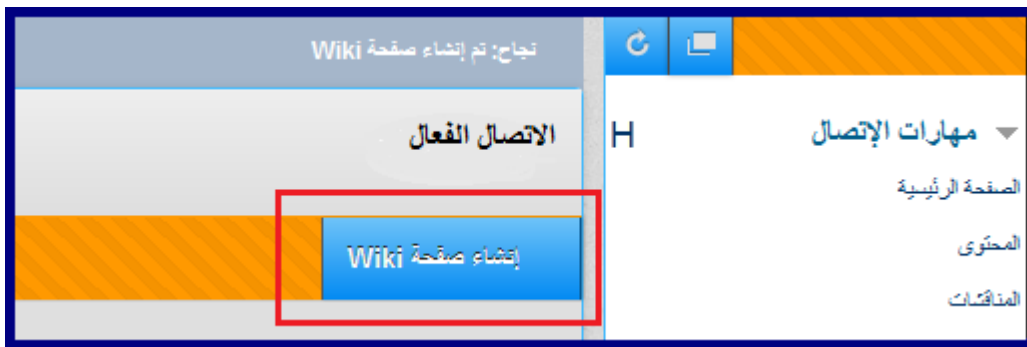 مهارات الإتصال
H
الصفحة الرئيسية
المحتوى
المناقشات
نجاح: تم إنشاء صفحة Wiki
الاتصال الفعال
إنشاء صفحة Wiki